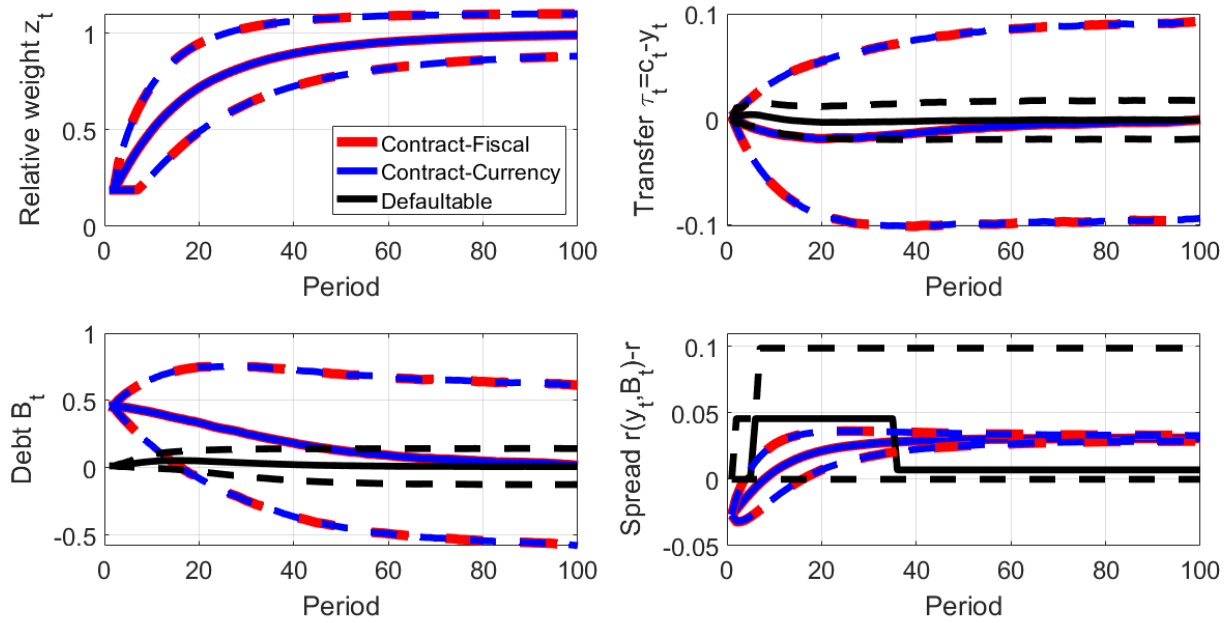 Relative weight z_t
1
0.5
0
Contract-Fiscal
Contract-Currency
Defaultable
0 20 40 60 80 100
Period
Transfer τ_t=c_t-y_t
0.1
0
-0.1
0 20 40 60 80 100
Period
Debt B_t
1
0.5
0
-0.5
0 20 40 60 80 100
Period
Spread r(y_t,B_t)-r
0.1
0.05
0
-0.05
0 20 40 60 80 100
Period